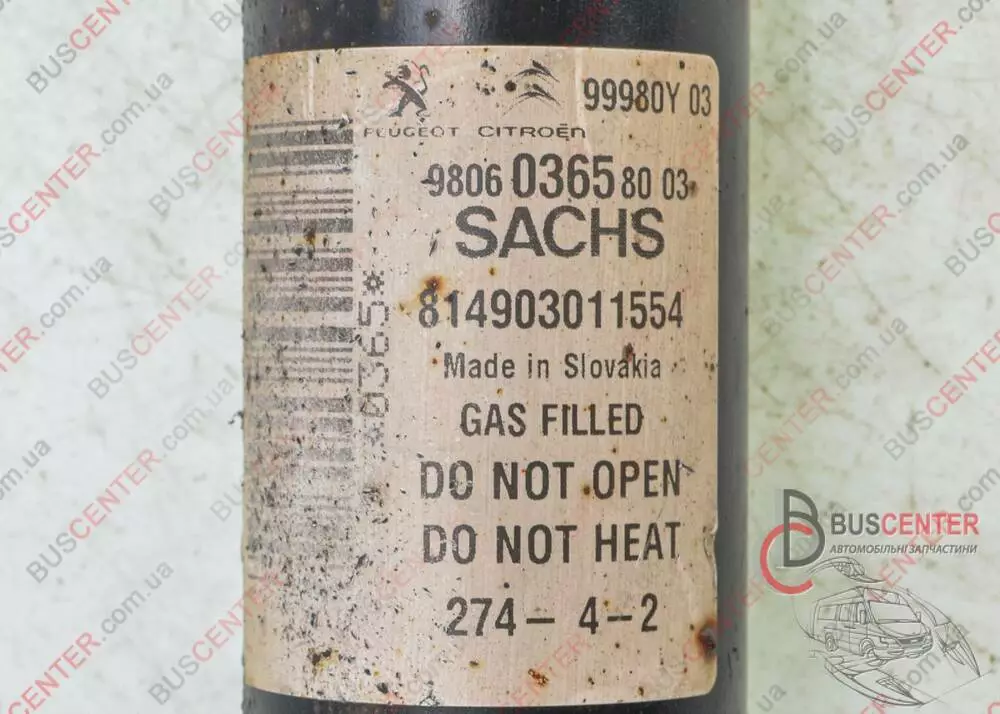 99980Y 03
PEUGEOT CITROËN
9806 0365 80 03
SACHS
814903011554
Made in Slovakia
GAS FILLED
DO NOT OPEN
DO NOT HEAT
274- 4-2
*0365*
BUSCENTER
АВТОМОБІЛЬНІ ЗАПЧАСТИНИ
BUSCENTER.com.ua